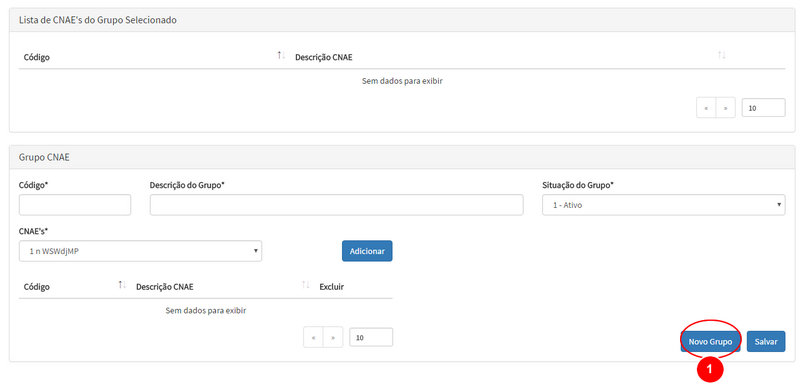 Lista de CNAE's do Grupo Selecionado
Código Descrição CNAE
Sem dados para exibir
« » 10
Grupo CNAE
Código* Descrição do Grupo* Situação do Grupo*
1 - Ativo
CNAE's*
1 n WSWdjMP Adicionar
Código Descrição CNAE Excluir
Sem dados para exibir
« » 10
Novo Grupo Salvar
1